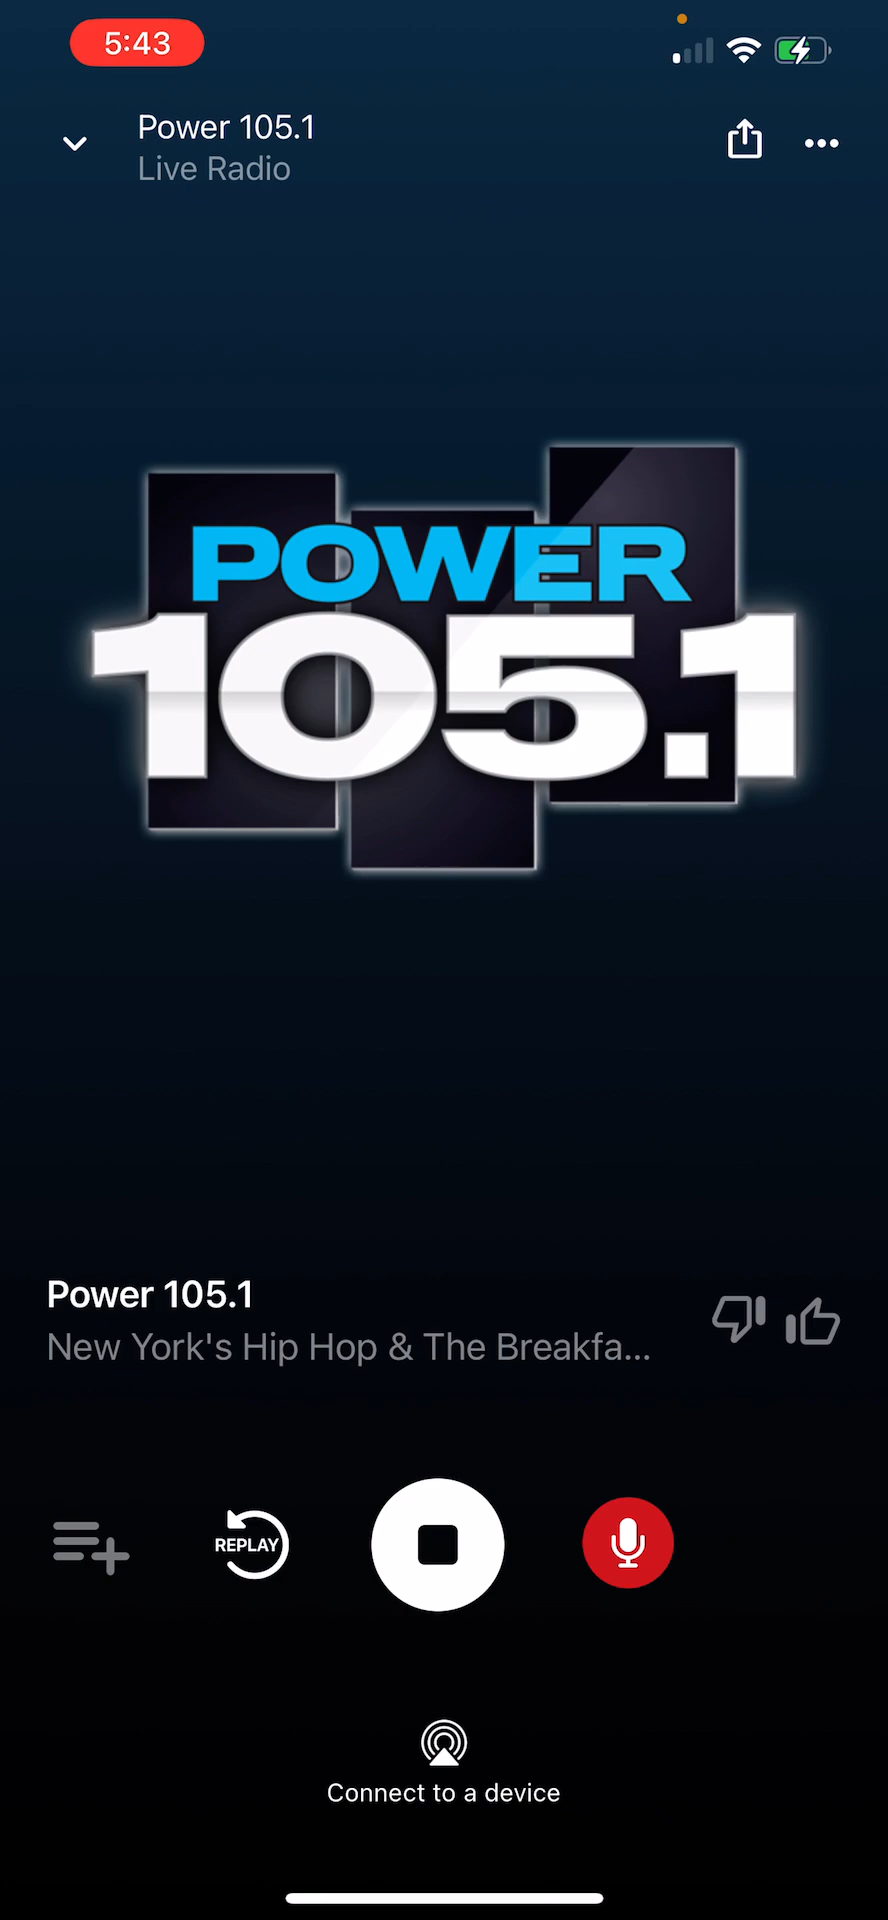 5:43
Power 105.1
Live Radio
POWER
105.1
Power 105.1
New York's Hip Hop & The Breakfa...
REPLAY
Connect to a device